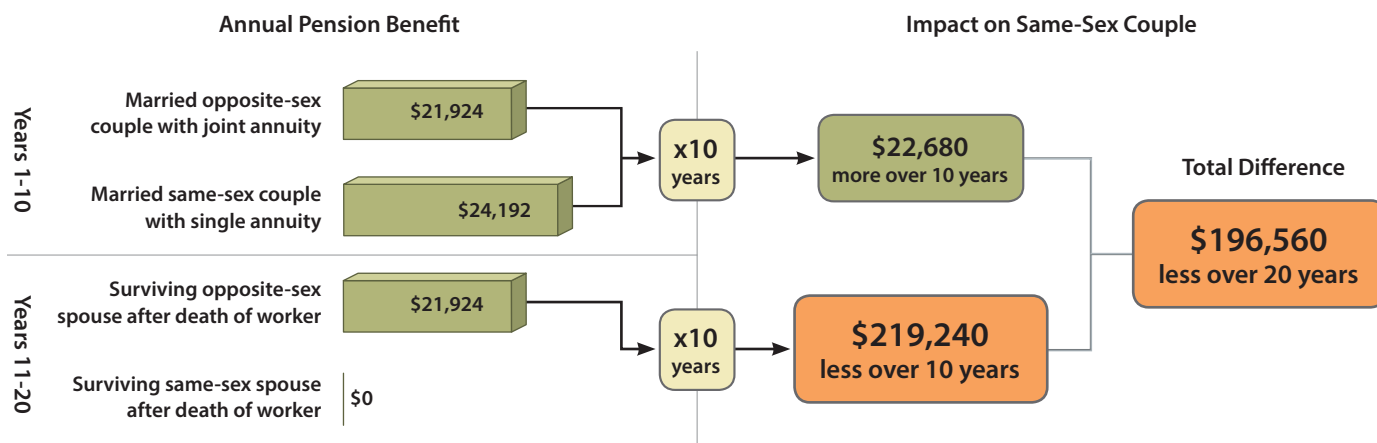 Annual Pension Benefit
Impact on Same-Sex Couple
Years 1-10
Married opposite-sex
couple with joint annuity
$21,924
Married same-sex couple
with single annuity
$24,192
x10
years
$22,680
more over 10 years
Total Difference
$196,560
less over 20 years
Years 11-20
Surviving opposite-sex
spouse after death of worker
$21,924
Surviving same-sex spouse
after death of worker
$0
x10
years
$219,240
less over 10 years